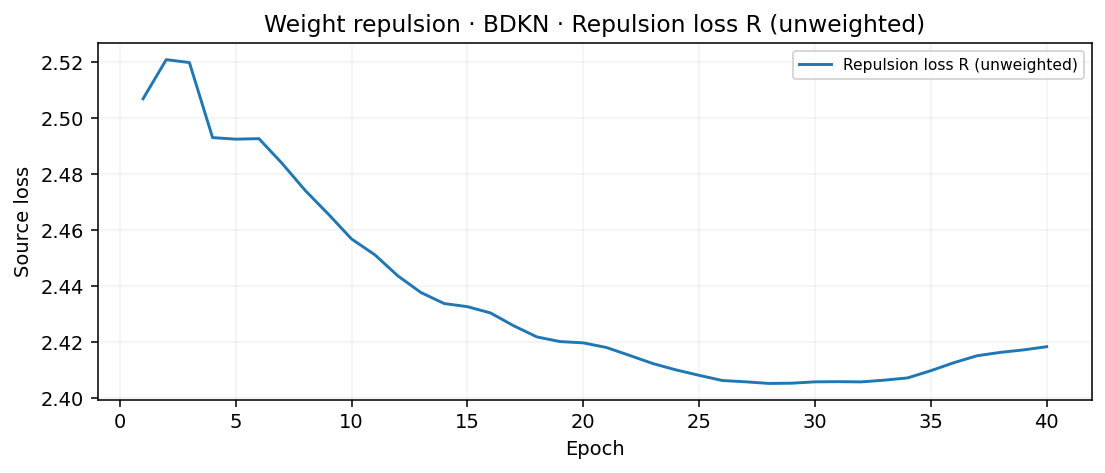 Weight repulsion · BDKN · Repulsion loss R (unweighted)
Repulsion loss R (unweighted)
Source loss
2.52
2.50
2.48
2.46
2.44
2.42
2.40
0 5 10 15 20 25 30 35 40
Epoch